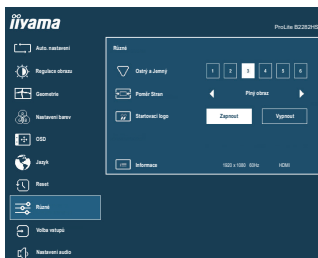 iiyama
ProLite B2282HS
Auto. nastavení
Různé
Regulace obrazu
Ostrý a Jemný
1 2 3 4 5 6
Geometrie
Poměr Stran
Plný obraz
Nastavení barev
Startovací logo
Zapnout
Vypnout
OSD
Jazyk
Informace
1920 x 1080 60Hz HDMI
Reset
Různé
Volba vstupů
Nastavení audio